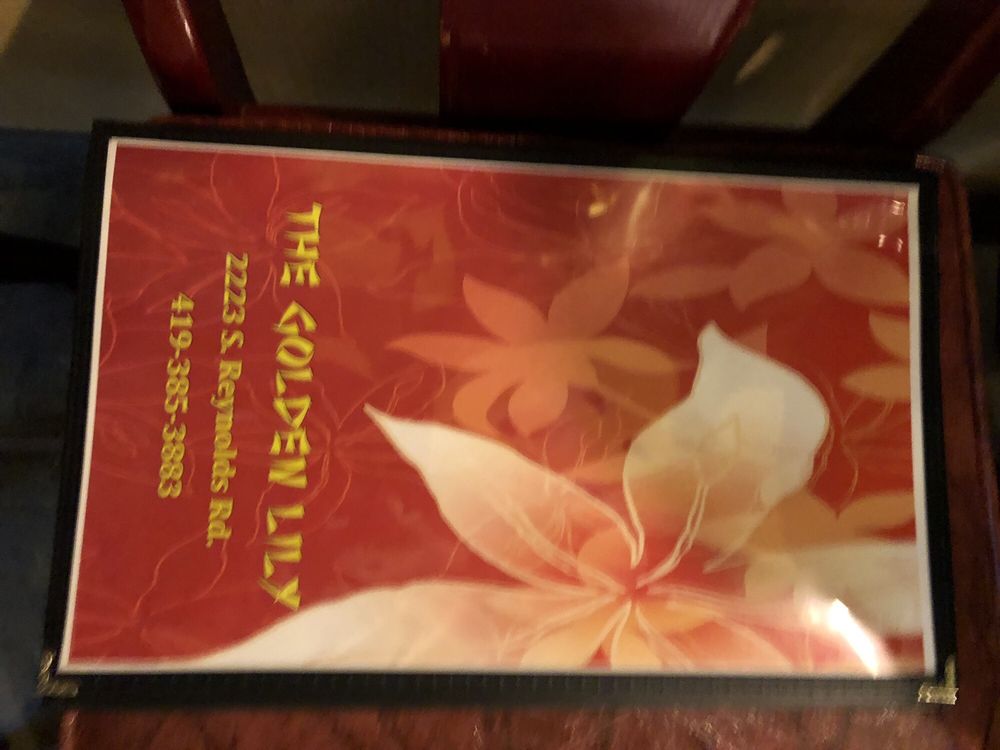 THE GOLDEN LILY
2223 S. Reynolds Rd.
419-385-3883